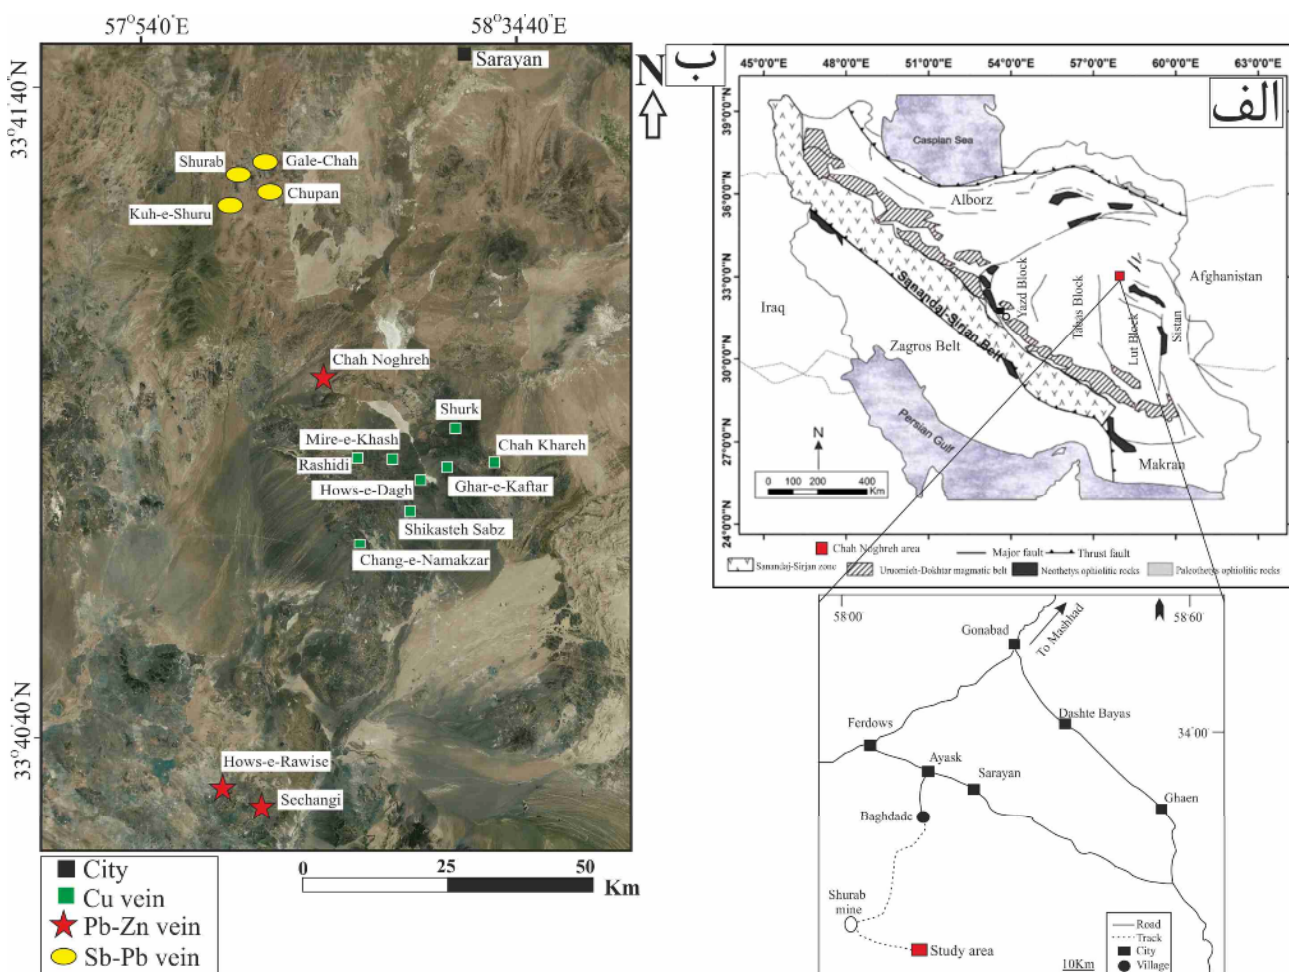 57°54'0"E
58°34'40"E
33°41'40"N
33°40'40"N
Sarayan
Shurab
Gale-Chah
Chupan
Kuh-e-Shuru
Chah Noghreh
Shurk
Mire-e-Khash
Chah Khareh
Rashidi
Ghar-e-Kaftar
Hows-e-Dagh
Shikasteh Sabz
Chang-e-Namakzar
Hows-e-Rawise
Sechangi
City
Cu vein
Pb-Zn vein
Sb-Pb vein
0
25
50
Km
N
ب
الف
45°0'0"E
48°0'0"E
51°0'0"E
54°0'0"E
57°0'0"E
60°0'0"E
63°0'0"E
39°0'0"N
36°0'0"N
33°0'0"N
30°0'0"N
27°0'0"N
24°0'0"N
Caspian Sea
Alborz
Afghanistan
Iraq
Yazd Block
Tabas Block
Lut Block
Sistan
Sanandaj-Sirjan Belt
Zagros Belt
Persian Gulf
Makran
N
0 100 200 400
Km
Chah Noghreh area
Major fault
Thrust fault
Sanandaj-Sirjan zone
Urumieh-Dokhtar magmatic belt
Neothetys ophiolitic rocks
Paleothetys ophiolitic rocks
58'00
58'60'
34°00'
Gonabad
To Mashhad
Ferdows
Dashte Bayas
Ayask
Sarayan
Ghaen
Baghdade
Shurab
mine
Study area
10Km
Road
Track
City
Village